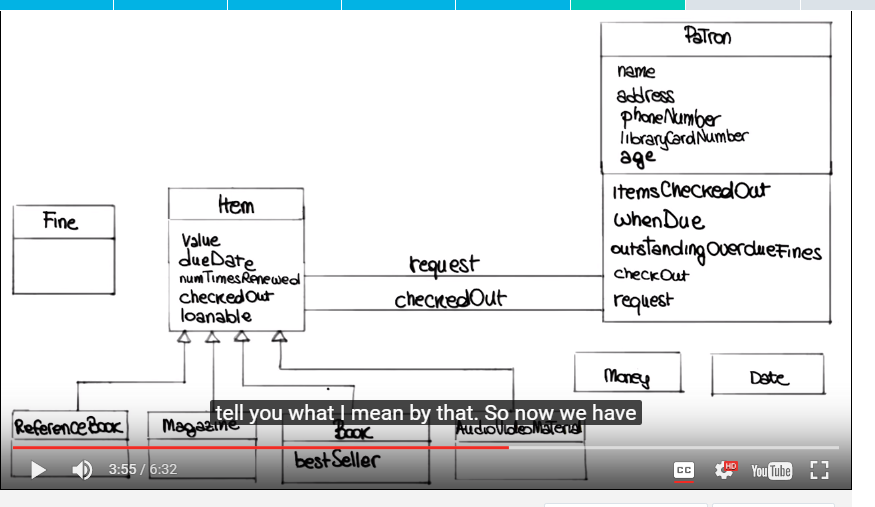 Patron
name
address
phoneNumber
libraryCardNumber
age
itemsCheckedOut
whenDue
outstandingOverdueFines
checkOut
request
Fine
Item
Value
dueDate
numTimesRenewed
checkedOut
loanable
request
checkedOut
Money
Date
ReferenceBook
Magazine
Book
AudioVideoMaterial
bestSeller
tell you what I mean by that. So now we have
3:55 / 6:32
CC
HD
YouTube